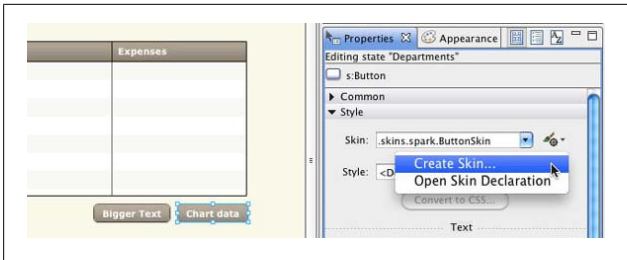 Expenses
Bigger Text
Chart data
Properties
Appearance
Editing state "Departments"
s:Button
Common
Style
Skin: .skins.spark.ButtonSkin
Create Skin...
Style: <D
Open Skin Declaration
Convert to CSS...
Text